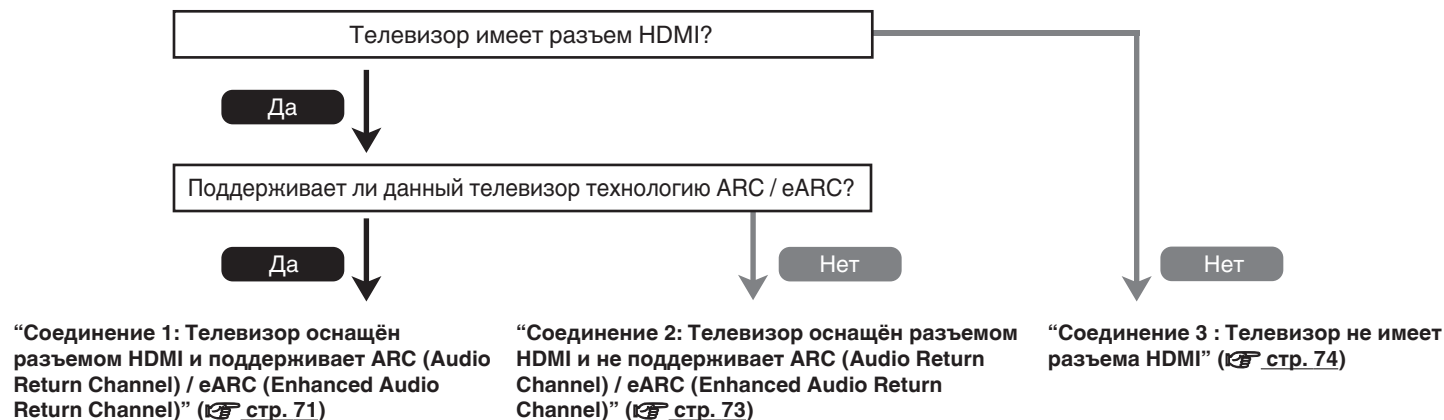 Телевизор имеет разъем HDMI?
Да
Поддерживает ли данный телевизор технологию ARC / eARC?
Да
Нет
Нет
“Соединение 1: Телевизор оснащён
разъемом HDMI и поддерживает ARC (Audio
Return Channel) / eARC (Enhanced Audio
Return Channel)” (стр. 71)
“Соединение 2: Телевизор оснащён разъемом
HDMI и не поддерживает ARC (Audio Return
Channel) / eARC (Enhanced Audio Return
Channel)” (стр. 73)
“Соединение 3 : Телевизор не имеет
разъема HDMI” (стр. 74)